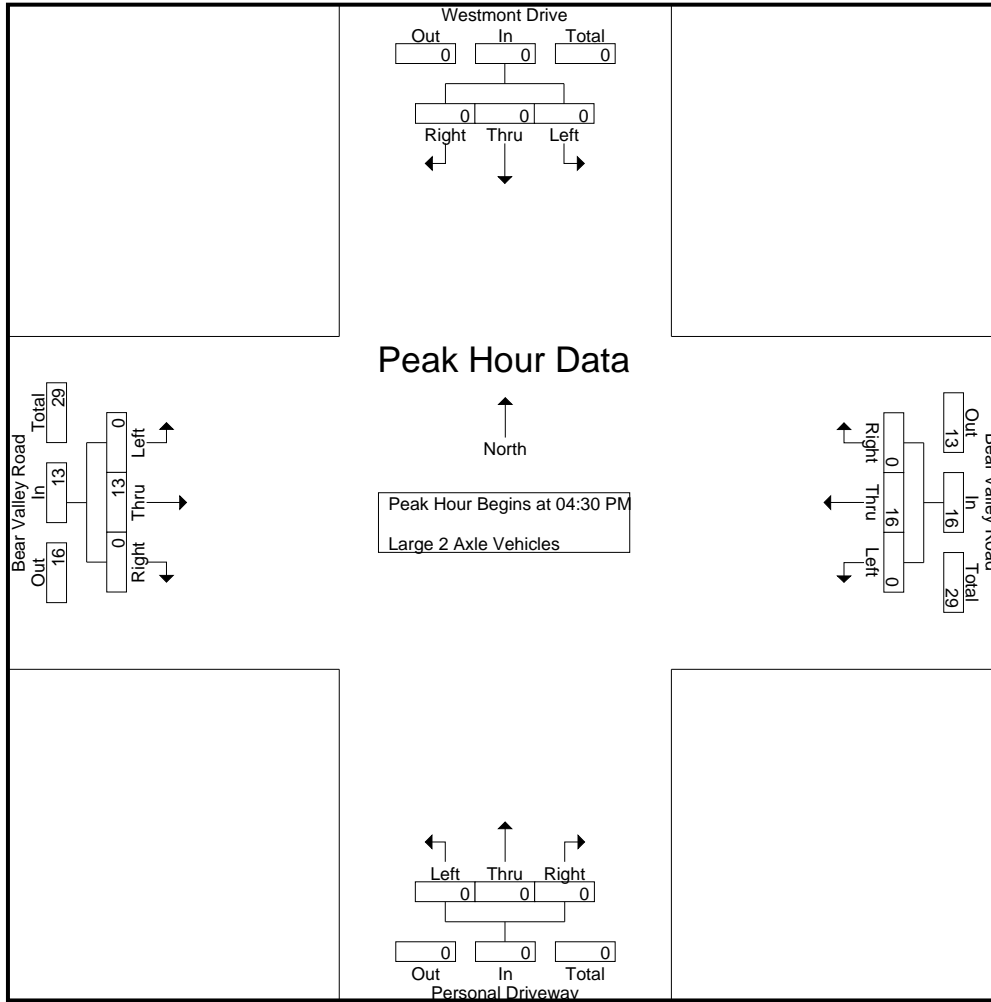 Westmont Drive
Out In Total
0 0 0
0 0 0
Right Thru Left
Peak Hour Data
North
Peak Hour Begins at 04:30 PM
Large 2 Axle Vehicles
Bear Valley Road
Out In Total
16 13 29
0 13 0
Left Thru Right
Bear Valley Road
Out In Total
13 16 29
0 16 0
Right Thru Left
Left Thru Right
0 0 0
0 0 0
Out In Total
Personal Driveway